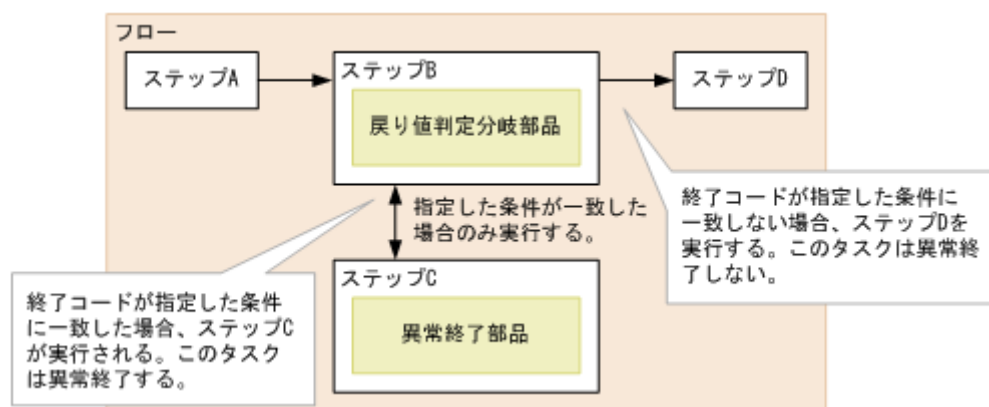 フロー
ステップA
ステップB
戻り値判定分岐部品
ステップD
指定した条件が一致した
場合のみ実行する。
終了コードが指定した条件に
一致しない場合、ステップDを
実行する。このタスクは異常終
了しない。
ステップC
異常終了部品
終了コードが指定した条件
に一致した場合、ステップC
が実行される。このタスク
は異常終了する。